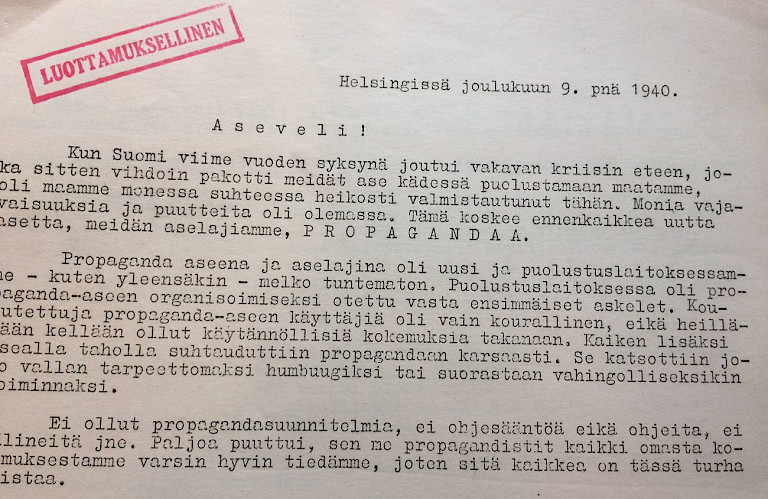 LUOTTAMUKSELLINEN
Helsingissä joulukuun 9. pnä 1940.
A s e v e l i !
Kun Suomi viime vuoden syksynä joutui vakavan kriisin eteen, jo-
ka sitten vihdoin pakotti meidät ase kädessä puolustamaan maatamme,
oli maamme monessa suhteessa heikosti valmistautunut tähän. Monia vaja-
vaisuuksia ja puutteita oli olemassa. Tämä koskee ennenkaikkea uutta
asetta, meidän aselajiamme, P R O P A G A N D A A.
Propaganda aseena ja aselajina oli uusi ja puolustuslaitoksessam-
me - kuten yleensäkin - melko tuntematon. Puolustuslaitoksessa oli pro-
paganda-aseen organisoimiseksi otettu vasta ensimmäiset askelet. Kou-
lutettuja propaganda-aseen käyttäjiä oli vain kourallinen, eikä heillä-
kään kellään ollut käytännöllisiä kokemuksia takanaan. Kaiken lisäksi
usealla taholla suhtauduttiin propagandaan karsaasti. Se katsottiin jo-
ko vallan tarpeettomaksi humbuugiksi tai suorastaan vahingolliseksikin
toiminnaksi.
Ei ollut propagandasuunnitelmia, ei ohjesääntöä eikä ohjeita, ei
lineitä jne. Paljoa puuttui, sen me propagandistit kaikki omasta ko-
muksestamme varsin hyvin tiedämme, joten sitä kaikkea on tässä turha
istaa.